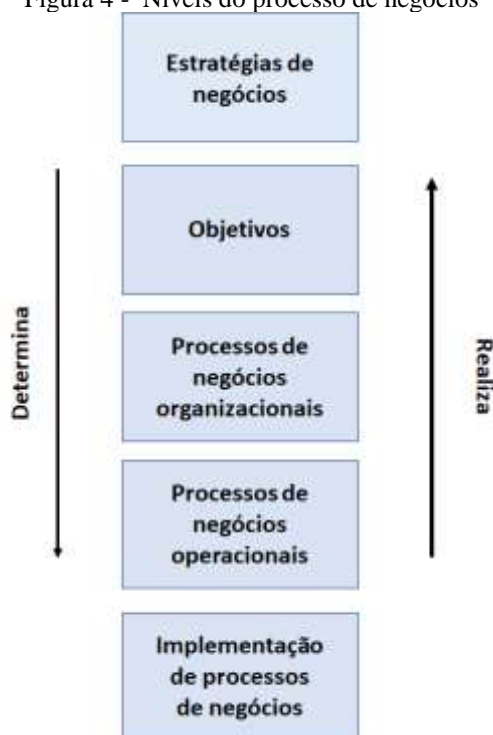 Figura 4 - Níveis do processo de negócios
Estratégias de
negócios
Objetivos
Determina
Realiza
Processos de
negócios
organizacionais
Processos de
negócios
operacionais
Implementação
de processos
de negócios